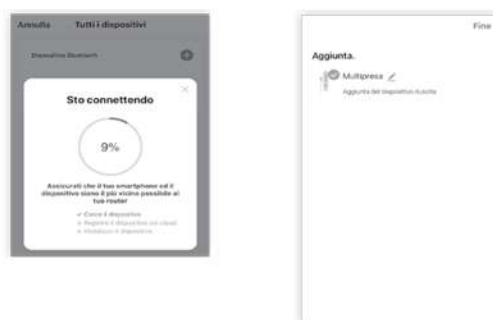 Annulla Tutti i dispositivi
Dispositivo Bluetooth
Sto connettendo
9%
Assicurati che il tuo smartphone ed il
dispositivo siano il più vicino possibile al
tuo router
Cerca il dispositivo
Registra il dispositivo sul cloud
Inizializza il dispositivo
Fine
Aggiunta.
Multipresa
Aggiunta del dispositivo riuscita